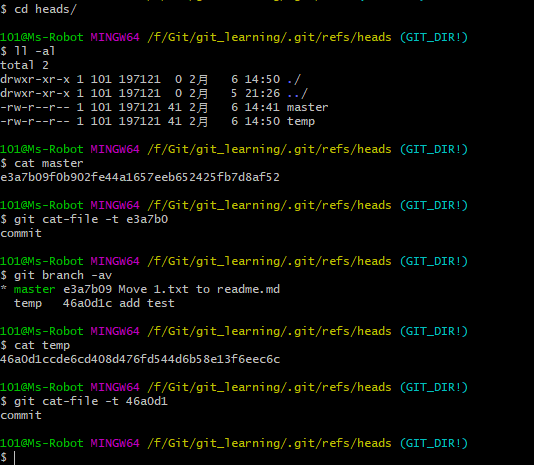 $ cd heads/
101@Ms-Robot MINGW64 /f/Git/git_learning/.git/refs/heads (GIT_DIR!)
$ ll -al
total 2
drwxr-xr-x 1 101 197121  0 2月   6 14:50 ./
drwxr-xr-x 1 101 197121  0 2月   5 21:26 ../
-rw-r--r-- 1 101 197121 41 2月   6 14:41 master
-rw-r--r-- 1 101 197121 41 2月   6 14:50 temp
101@Ms-Robot MINGW64 /f/Git/git_learning/.git/refs/heads (GIT_DIR!)
$ cat master
e3a7b09f0b902fe44a1657eeb652425fb7d8af52
101@Ms-Robot MINGW64 /f/Git/git_learning/.git/refs/heads (GIT_DIR!)
$ git cat-file -t e3a7b0
commit
101@Ms-Robot MINGW64 /f/Git/git_learning/.git/refs/heads (GIT_DIR!)
$ git branch -av
* master e3a7b09 Move 1.txt to readme.md
  temp   46a0d1c add test
101@Ms-Robot MINGW64 /f/Git/git_learning/.git/refs/heads (GIT_DIR!)
$ cat temp
46a0d1ccde6cd408d476fd544d6b58e13f6eec6c
101@Ms-Robot MINGW64 /f/Git/git_learning/.git/refs/heads (GIT_DIR!)
$ git cat-file -t 46a0d1
commit
101@Ms-Robot MINGW64 /f/Git/git_learning/.git/refs/heads (GIT_DIR!)
$